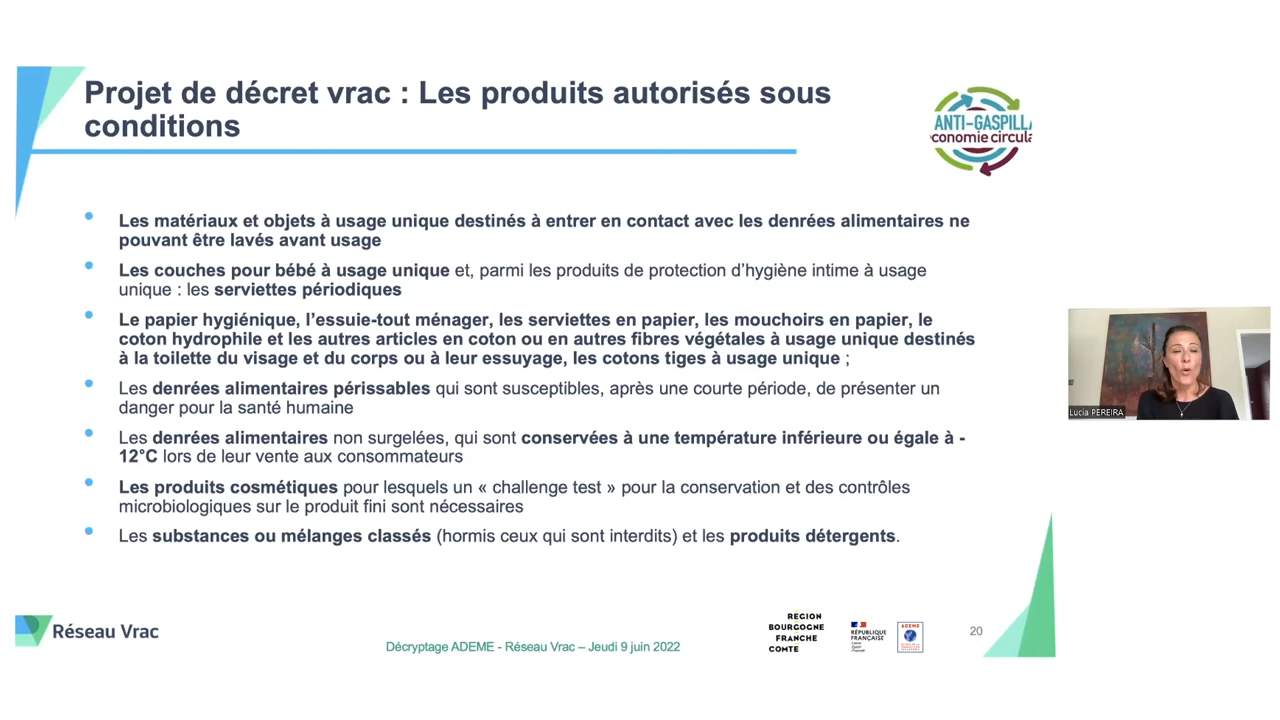 Projet de décret vrac : Les produits autorisés sous
conditions
ANTI-GASPILL
conomie circul
Les matériaux et objets à usage unique destinés à entrer en contact avec les denrées alimentaires ne
pouvant être lavés avant usage
Les couches pour bébé à usage unique et, parmi les produits de protection d’hygiène intime à usage
unique : les serviettes périodiques
Le papier hygiénique, l’essuie-tout ménager, les serviettes en papier, les mouchoirs en papier, le
coton hydrophile et les autres articles en coton ou en autres fibres végétales à usage unique destinés
à la toilette du visage et du corps ou à leur essuyage, les cotons tiges à usage unique ;
Les denrées alimentaires périssables qui sont susceptibles, après une courte période, de présenter un
danger pour la santé humaine
Les denrées alimentaires non surgelées, qui sont conservées à une température inférieure ou égale à -
12°C lors de leur vente aux consommateurs
Les produits cosmétiques pour lesquels un « challenge test » pour la conservation et des contrôles
microbiologiques sur le produit fini sont nécessaires
Les substances ou mélanges classés (hormis ceux qui sont interdits) et les produits détergents.
Lucia PEREIRA
Réseau Vrac
Décryptage ADEME - Réseau Vrac – Jeudi 9 juin 2022
REGION
BOURGOGNE
FRANCHE
COMTE
RÉPUBLIQUE
FRANÇAISE
ADEME
20